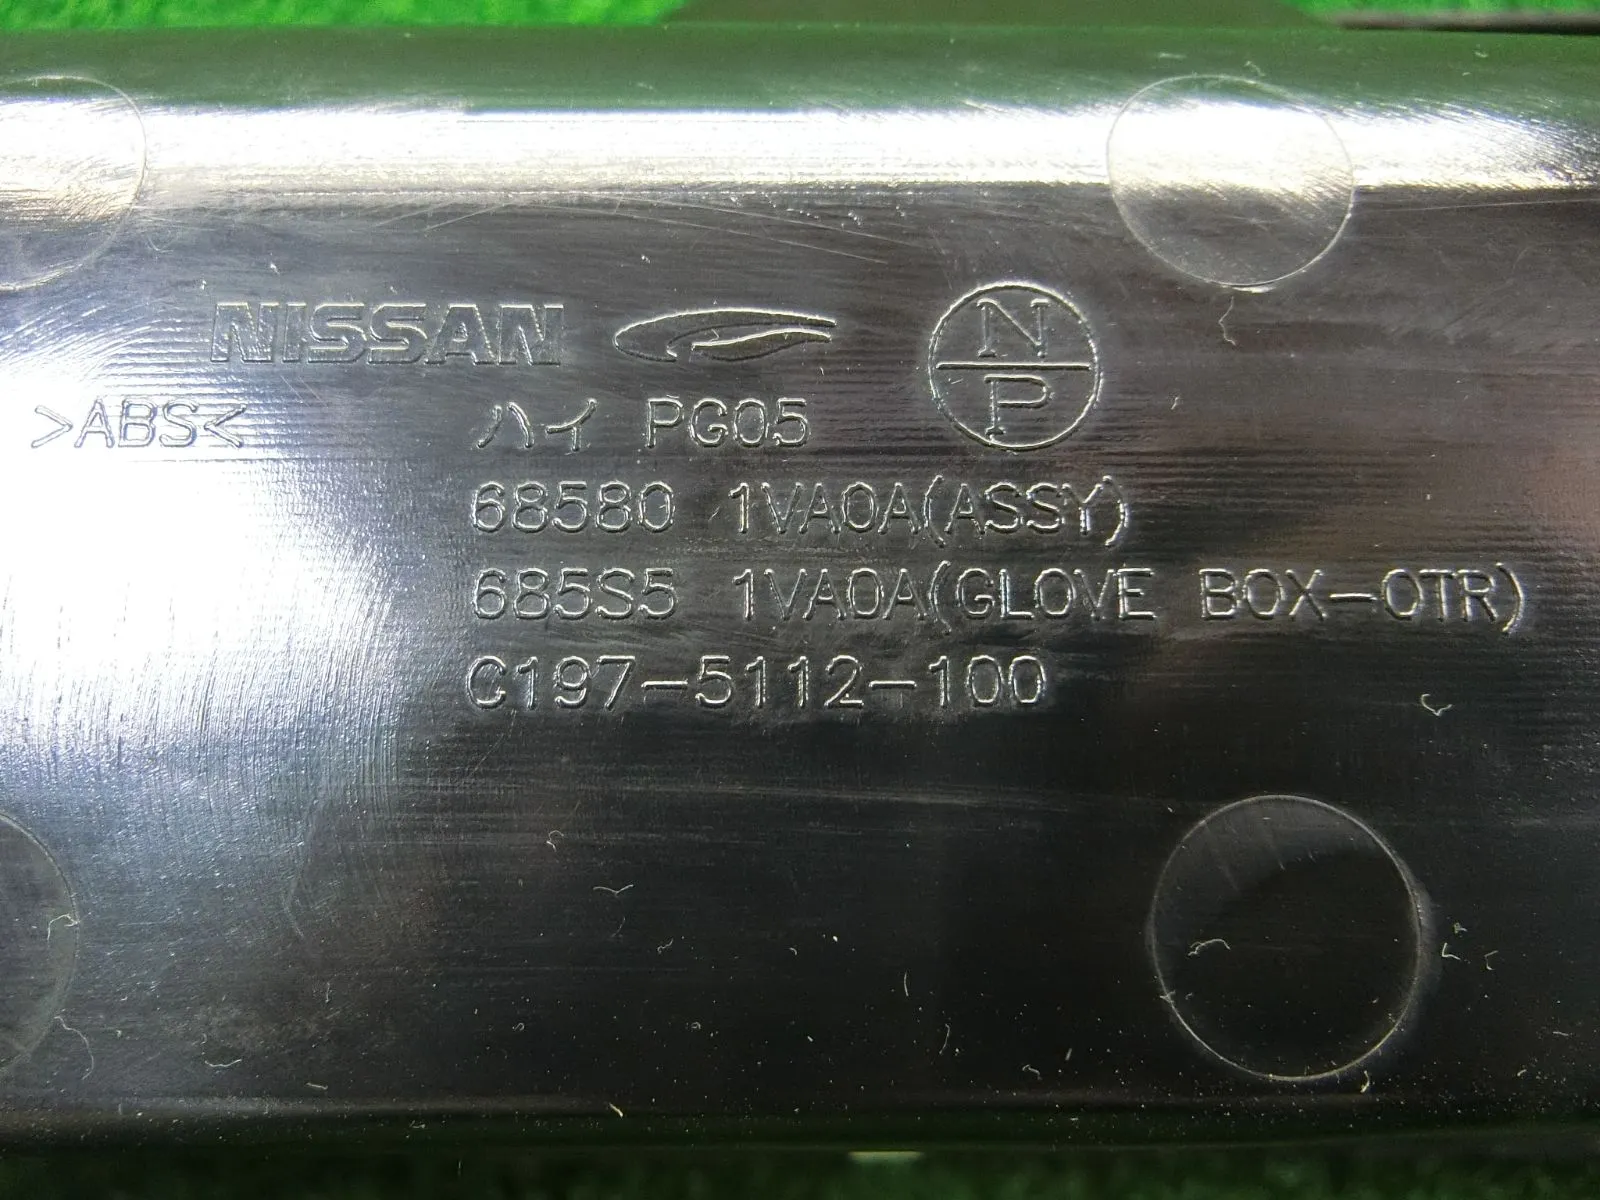 NISSAN
N
P
>ABS<
ハイ PG05
68580 1VA0A(ASSY)
685S5 1VA0A(GLOVE BOX-OTR)
C197-5112-100